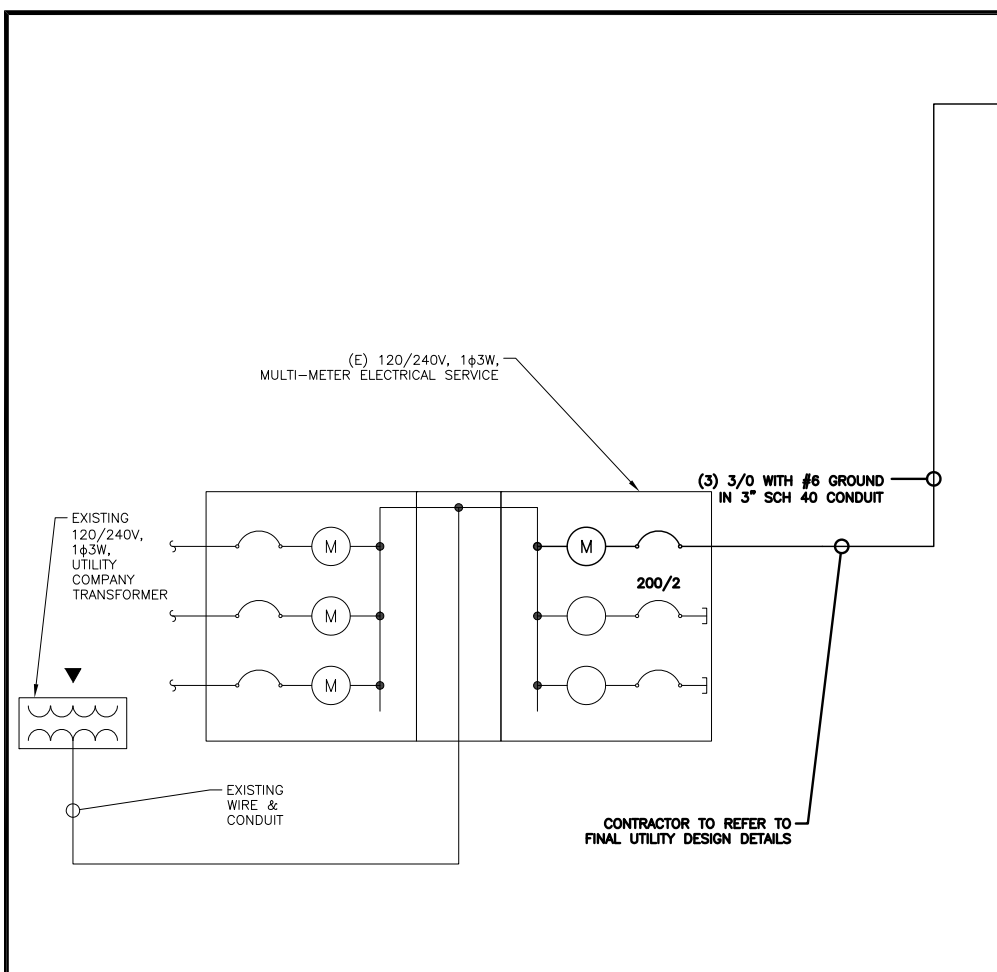 (E) 120/240V, 1ϕ3W,
MULTI-METER ELECTRICAL SERVICE
(3) 3/0 WITH #6 GROUND
IN 3" SCH 40 CONDUIT
EXISTING
120/240V,
1ϕ3W,
UTILITY
COMPANY
TRANSFORMER
M
M
M
M
200/2
EXISTING
WIRE &
CONDUIT
CONTRACTOR TO REFER TO
FINAL UTILITY DESIGN DETAILS